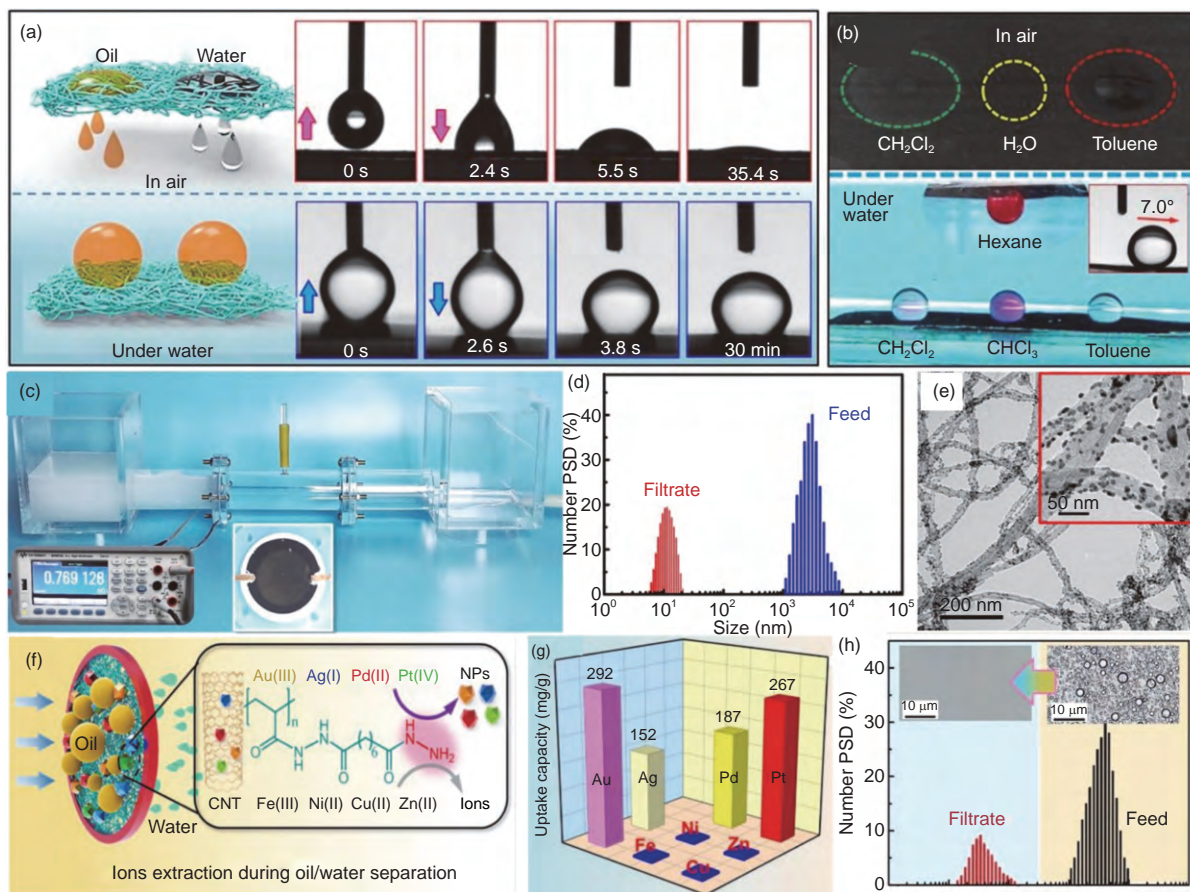 (a)
Oil
Water
In air
Under water
0 s
2.4 s
5.5 s
35.4 s
0 s
2.6 s
3.8 s
30 min
(b)
In air
CH2Cl2
H2O
Toluene
Under
water
7.0°
Hexane
CH2Cl2
CHCl3
Toluene
(c)
0.769 126
(d)
Number PSD (%)
40
30
20
10
0
Filtrate
Feed
10^0
10^1
10^2
10^3
10^4
10^5
Size (nm)
(e)
50 nm
200 nm
(f)
Oil
Water
Au(III) Ag(I) Pd(II) Pt(IV)
NPs
n
O
N
H
H
N
O
6
O
H
N
NH2
CNT
Fe(III) Ni(II) Cu(II) Zn(II)
Ions
Ions extraction during oil/water separation
(g)
Uptake capacity (mg/g)
292
152
187
267
Au
Ag
Pd
Pt
Fe
Ni
Zn
Cu
(h)
Number PSD (%)
40
30
20
10
0
10 μm
10 μm
Filtrate
Feed